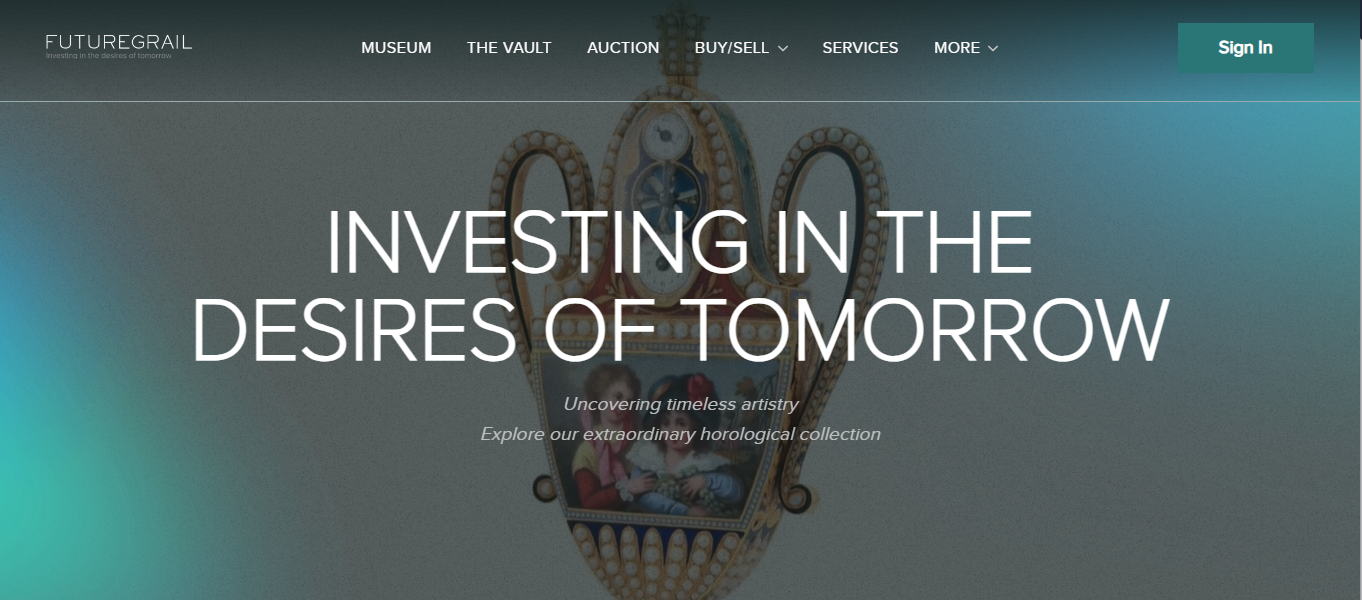 FUTUREGRAIL
Investing in the desires of tomorrow
MUSEUM
THE VAULT
AUCTION
BUY/SELL
SERVICES
MORE
Sign In
INVESTING IN THE
DESIRES OF TOMORROW
Uncovering timeless artistry
Explore our extraordinary horological collection